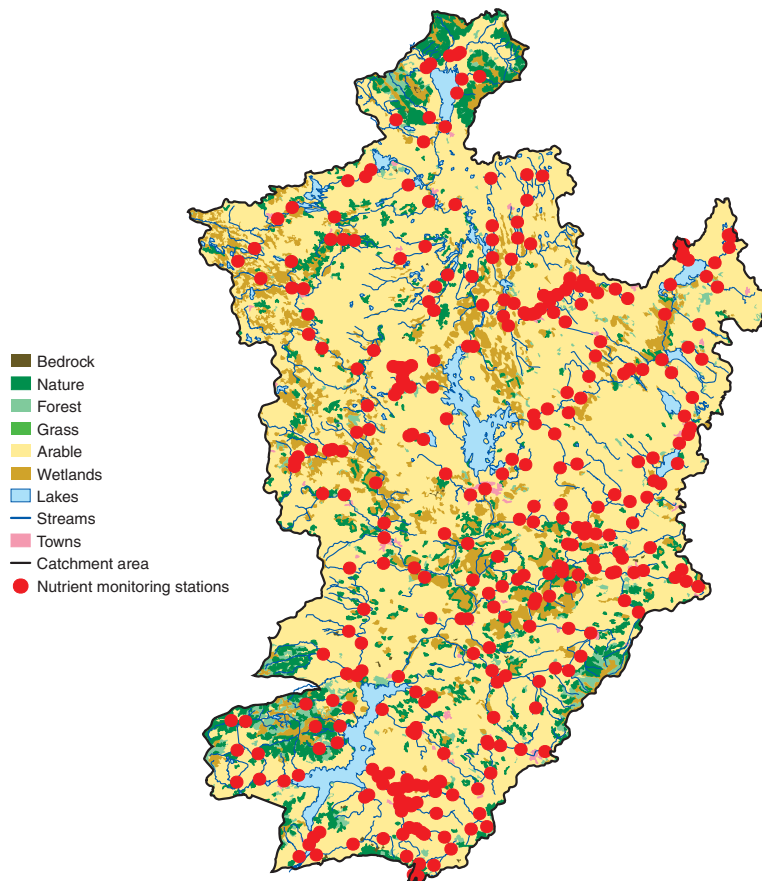 Bedrock
Nature
Forest
Grass
Arable
Wetlands
Lakes
Streams
Towns
Catchment area
Nutrient monitoring stations